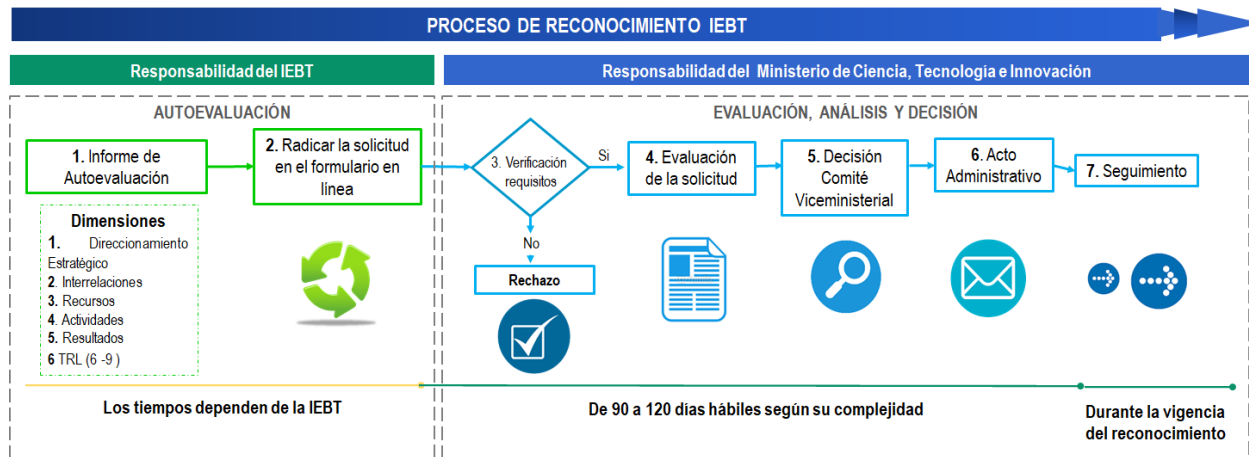 PROCESO DE RECONOCIMIENTO IEBT
Responsabilidad del IEBT
Responsabilidad del Ministerio de Ciencia, Tecnología e Innovación
AUTOEVALUACIÓN
1. Informe de
Autoevaluación
2. Radicar la solicitud
en el formulario en
línea
Dimensiones
1. Direccionamiento
Estratégico
2. Interrelaciones
3. Recursos
4. Actividades
5. Resultados
6 TRL (6 -9 )
Los tiempos dependen de la IEBT
EVALUACIÓN, ANÁLISIS Y DECISIÓN
3. Verificación
requisitos
Si
No
Rechazo
4. Evaluación
de la solicitud
5. Decisión
Comité
Viceministerial
6. Acto
Administrativo
7. Seguimiento
De 90 a 120 días hábiles según su complejidad
Durante la vigencia
del reconocimiento